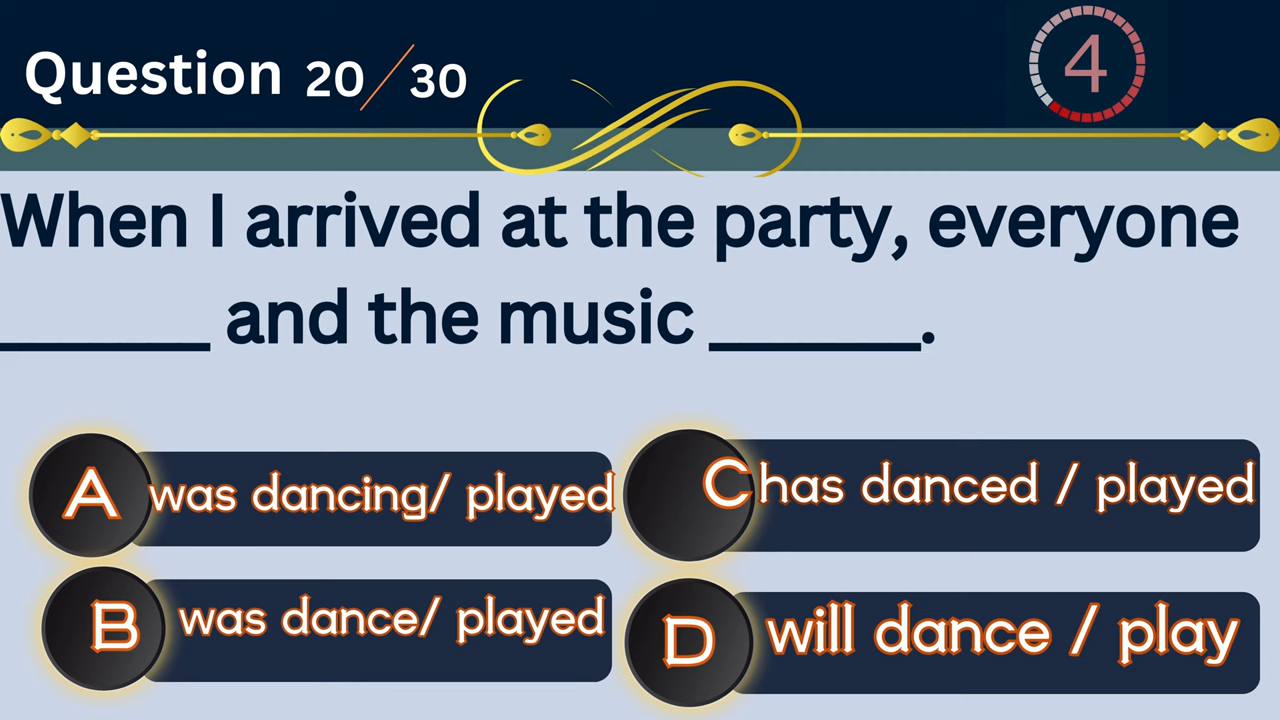 Question 20/30
4
When I arrived at the party, everyone
______ and the music ______.
A was dancing/ played
C has danced / played
B was dance/ played
D will dance / play